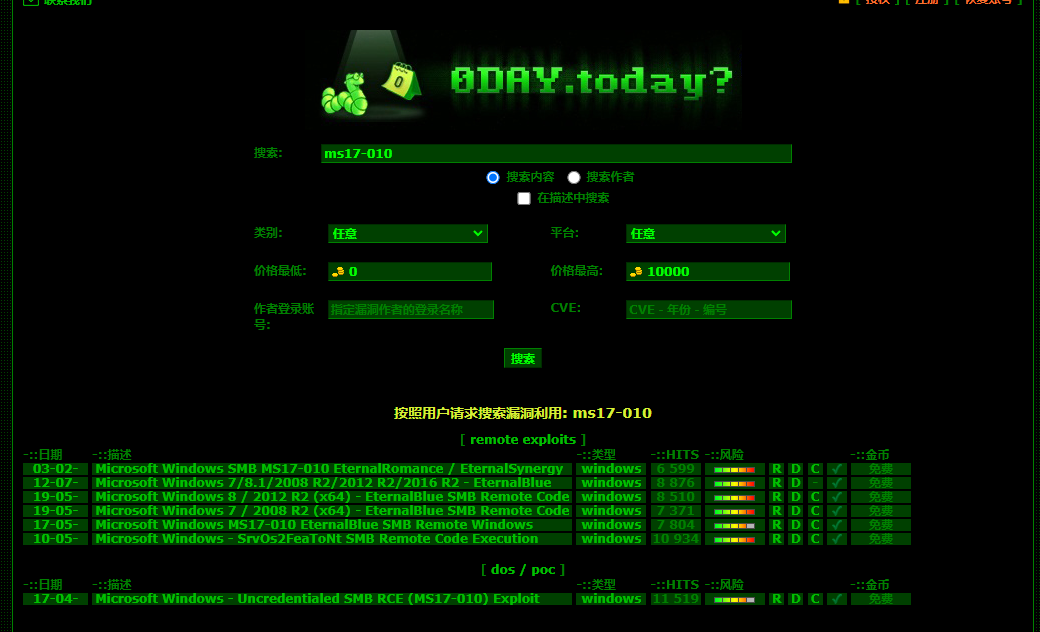 联系我们 [ 授权 ] [ 注册 ] [ 恢复账号 ]
0
0DAY.today?
搜索: ms17-010
搜索内容 搜索作者
在描述中搜索
类别: 任意 平台: 任意
价格最低: 0 价格最高: 10000
作者登录账号: 指定漏洞作者的登录名称 CVE: CVE - 年份 - 编号
搜索
按照用户请求搜索漏洞利用: ms17-010
[ remote exploits ]
-::日期 -::描述 -::类型 -::HITS -::风险 -::金币
03-02- Microsoft Windows SMB MS17-010 EternalRomance / EternalSynergy windows 6 599 R D C ✓ 免费
12-07- Microsoft Windows 7/8.1/2008 R2/2012 R2/2016 R2 - EternalBlue windows 8 876 R D - ✓ 免费
19-05- Microsoft Windows 8 / 2012 R2 (x64) - EternalBlue SMB Remote Code windows 8 510 R D C ✓ 免费
19-05- Microsoft Windows 7 / 2008 R2 (x64) - EternalBlue SMB Remote Code windows 7 371 R D C ✓ 免费
17-05- Microsoft Windows MS17-010 EternalBlue SMB Remote Windows windows 7 804 R D C ✓ 免费
10-05- Microsoft Windows - SrvOs2FeaToNt SMB Remote Code Execution windows 10 934 R D C ✓ 免费
[ dos / poc ]
-::日期 -::描述 -::类型 -::HITS -::风险 -::金币
17-04- Microsoft Windows - Uncredentialed SMB RCE (MS17-010) Exploit windows 11 519 R D C ✓ 免费